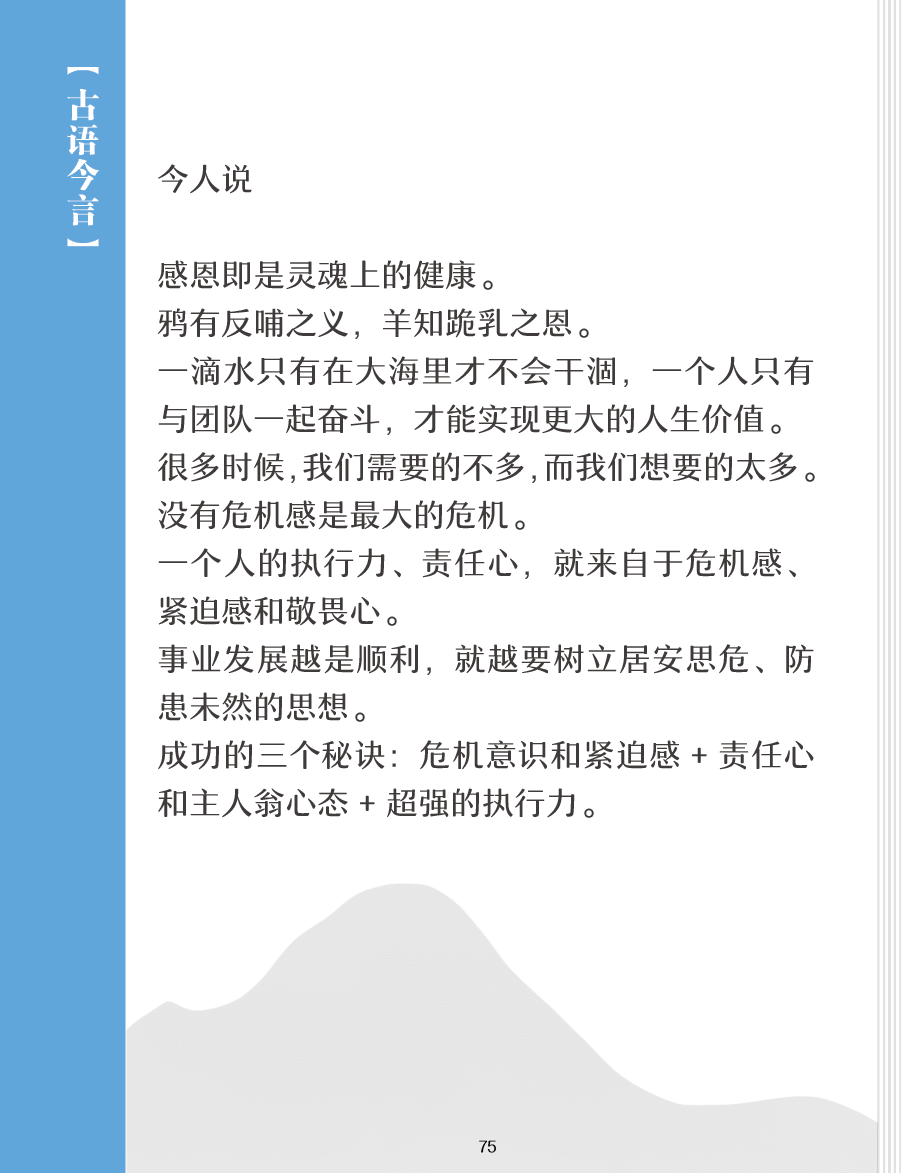 【古语今言】
今人说
感恩即是灵魂上的健康。
鸦有反哺之义，羊知跪乳之恩。
一滴水只有在大海里才不会干涸，一个人只有
与团队一起奋斗，才能实现更大的人生价值。
很多时候，我们需要的不多，而我们想要的太多。
没有危机感是最大的危机。
一个人的执行力、责任心，就来自于危机感、
紧迫感和敬畏心。
事业发展越是顺利，就越要树立居安思危、防
患未然的思想。
成功的三个秘诀：危机意识和紧迫感 + 责任心
和主人翁心态 + 超强的执行力。
75